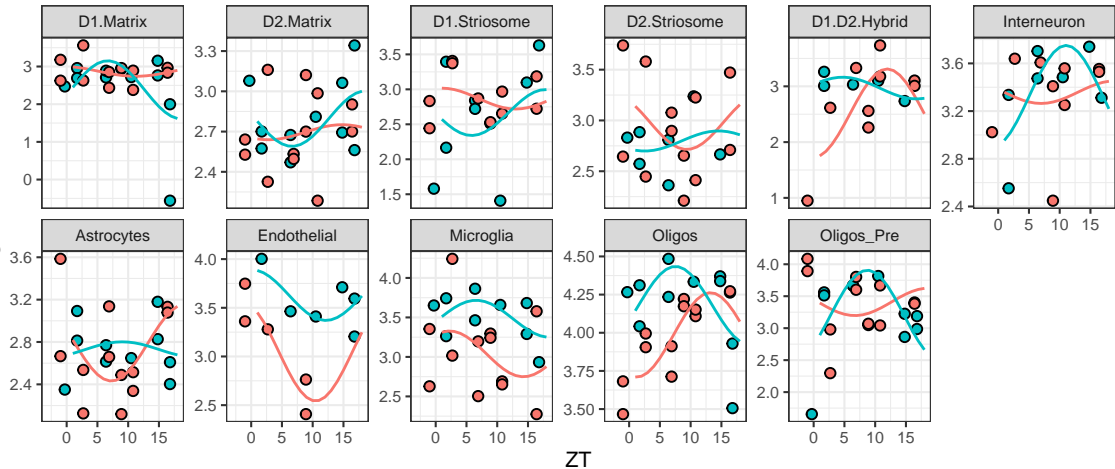 D1.Matrix D2.Matrix D1.Striosome D2.Striosome D1.D2.Hybrid Interneuron
3 2 1 0
3.3 3.0 2.7 2.4
3.5 3.0 2.5 2.0 1.5
3.5 3.0 2.5
3 2 1
3.6 3.2 2.8 2.4
0 5 10 15
Astrocytes Endothelial Microglia Oligos Oligos_Pre
3.6 3.2 2.8 2.4
4.0 3.5 3.0 2.5
4.0 3.5 3.0 2.5
4.50 4.25 4.00 3.75 3.50
4.0 3.5 3.0 2.5 2.0
0 5 10 15 0 5 10 15 0 5 10 15 0 5 10 15 0 5 10 15
ZT